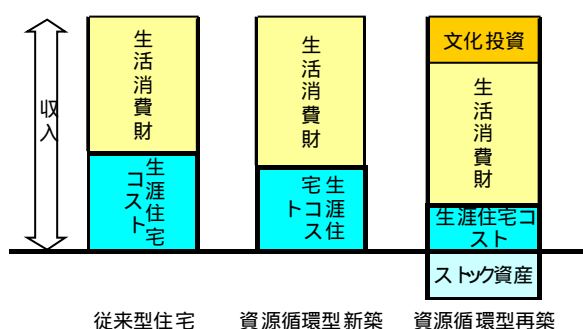 収入
生活消費財
生涯住宅
コスト
生活消費財
生涯住
宅コス
ト
文化投資
生活消費財
生涯住宅コ
スト
ストック資産
従来型住宅
資源循環型新築
資源循環型再築